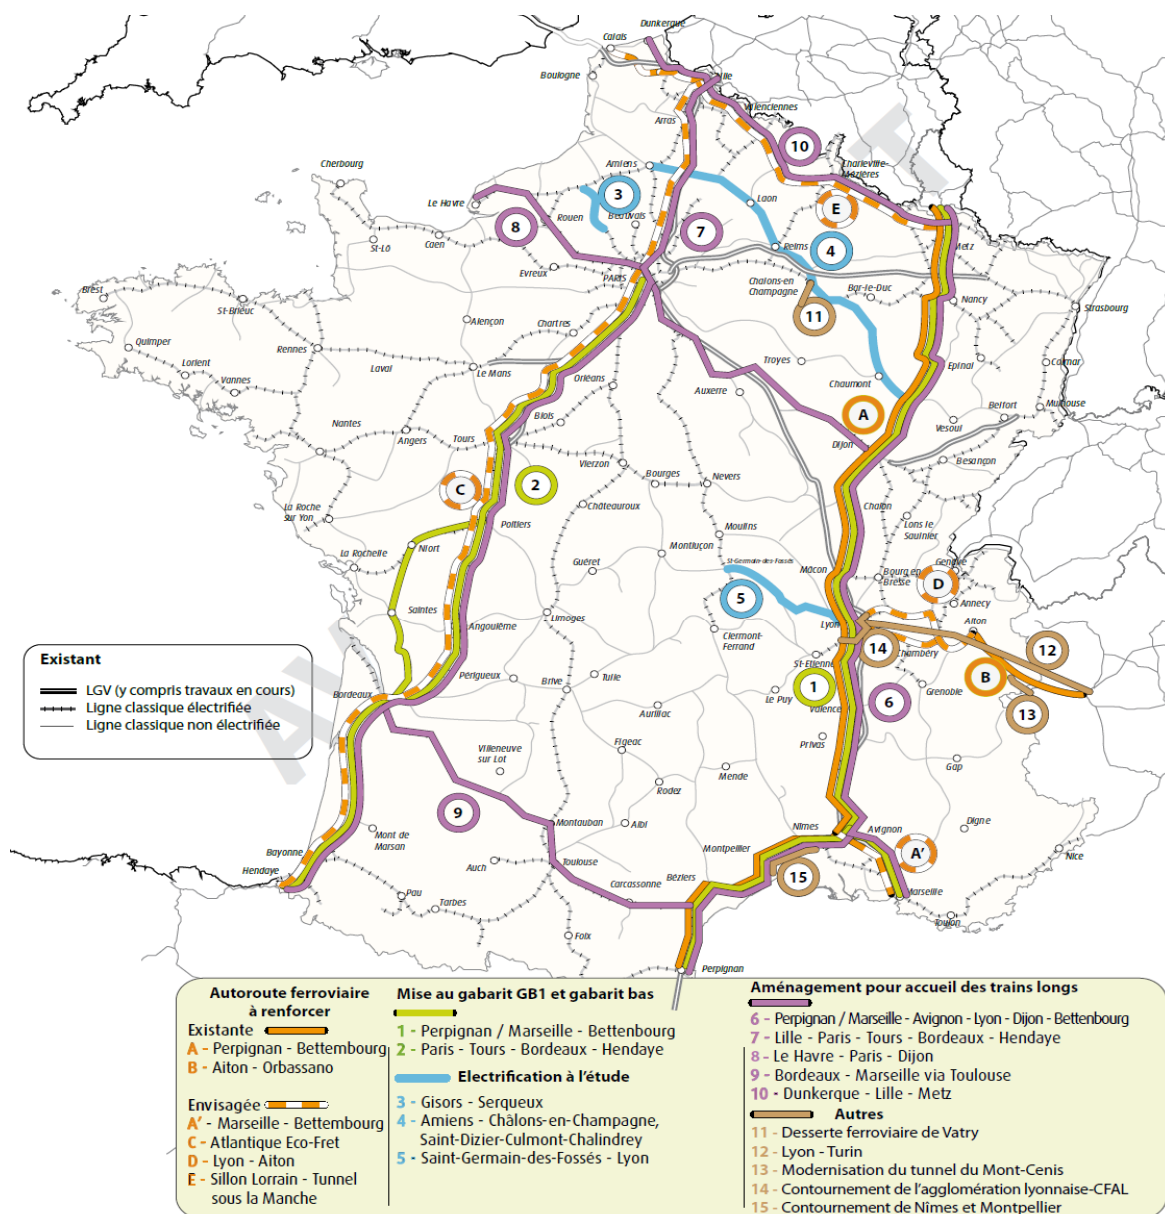 Dunkerque
Calais
Boulogne
Lille
Valenciennes
Arras
10
Cherbourg
Amiens
Charleville-
Mézières
Le Havre
3
Laon
E
Rouen
Beauvais
8
7
4
St-Lô
Caen
Reims
Metz
Evreux
PARIS
Châlons-en
Champagne
Bar-le-Duc
Nancy
Brest
St-Brieuc
Strasbourg
11
Alençon
Chartres
Quimper
Rennes
Troyes
Lorient
Laval
Le Mans
Epinal
Colmar
Vannes
Orléans
Auxerre
Chaumont
Blois
A
Belfort
Mulhouse
Nantes
Angers
Tours
Vesoul
Dijon
Vierzon
Besançon
C
2
Bourges
Nevers
La Roche
sur Yon
Châteauroux
Chalon
Poitiers
Lons le
Saulnier
Moulins
Niort
La Rochelle
Montluçon
St-Germain-des-Fossés
Mâcon
Genève
Guéret
Bourg en
Bresse
D
5
Annecy
Saintes
Limoges
Lyon
Aiton
Angoulême
Clermont-
Ferrand
14
Chambéry
12
St-Etienne
B
Existant
LGV (y compris travaux en cours)
Ligne classique électrifiée
Ligne classique non électrifiée
Périgueux
Brive
Tulle
1
Grenoble
Bordeaux
Le Puy
6
13
Valence
Aurillac
Privas
Villeneuve
sur Lot
Figeac
Gap
Mende
Rodez
9
Montauban
Albi
Nîmes
Avignon
Digne
Mont de
Marsan
Bayonne
Montpellier
A'
Nice
Hendaye
Auch
Toulouse
Béziers
15
Pau
Carcassonne
Marseille
Tarbes
Toulon
Foix
Perpignan
Autoroute ferroviaire
à renforcer
Existante
A - Perpignan - Bettembourg
B - Aiton - Orbassano
Envisagée
A' - Marseille - Bettembourg
C - Atlantique Eco-Fret
D - Lyon - Aiton
E - Sillon Lorrain - Tunnel
sous la Manche
Mise au gabarit GB1 et gabarit bas
1 - Perpignan / Marseille - Bettenbourg
2 - Paris - Tours - Bordeaux - Hendaye
Electrification à l'étude
3 - Gisors - Serqueux
4 - Amiens - Châlons-en-Champagne,
Saint-Dizier-Culmont-Chalindrey
5 - Saint-Germain-des-Fossés - Lyon
Aménagement pour accueil des trains longs
6 - Perpignan / Marseille - Avignon - Lyon - Dijon - Bettenbourg
7 - Lille - Paris - Tours - Bordeaux - Hendaye
8 - Le Havre - Paris - Dijon
9 - Bordeaux - Marseille via Toulouse
10 - Dunkerque - Lille - Metz
Autres
11 - Desserte ferroviaire de Vatry
12 - Lyon - Turin
13 - Modernisation du tunnel du Mont-Cenis
14 - Contournement de l'agglomération lyonnaise-CFAL
15 - Contournement de Nîmes et Montpellier